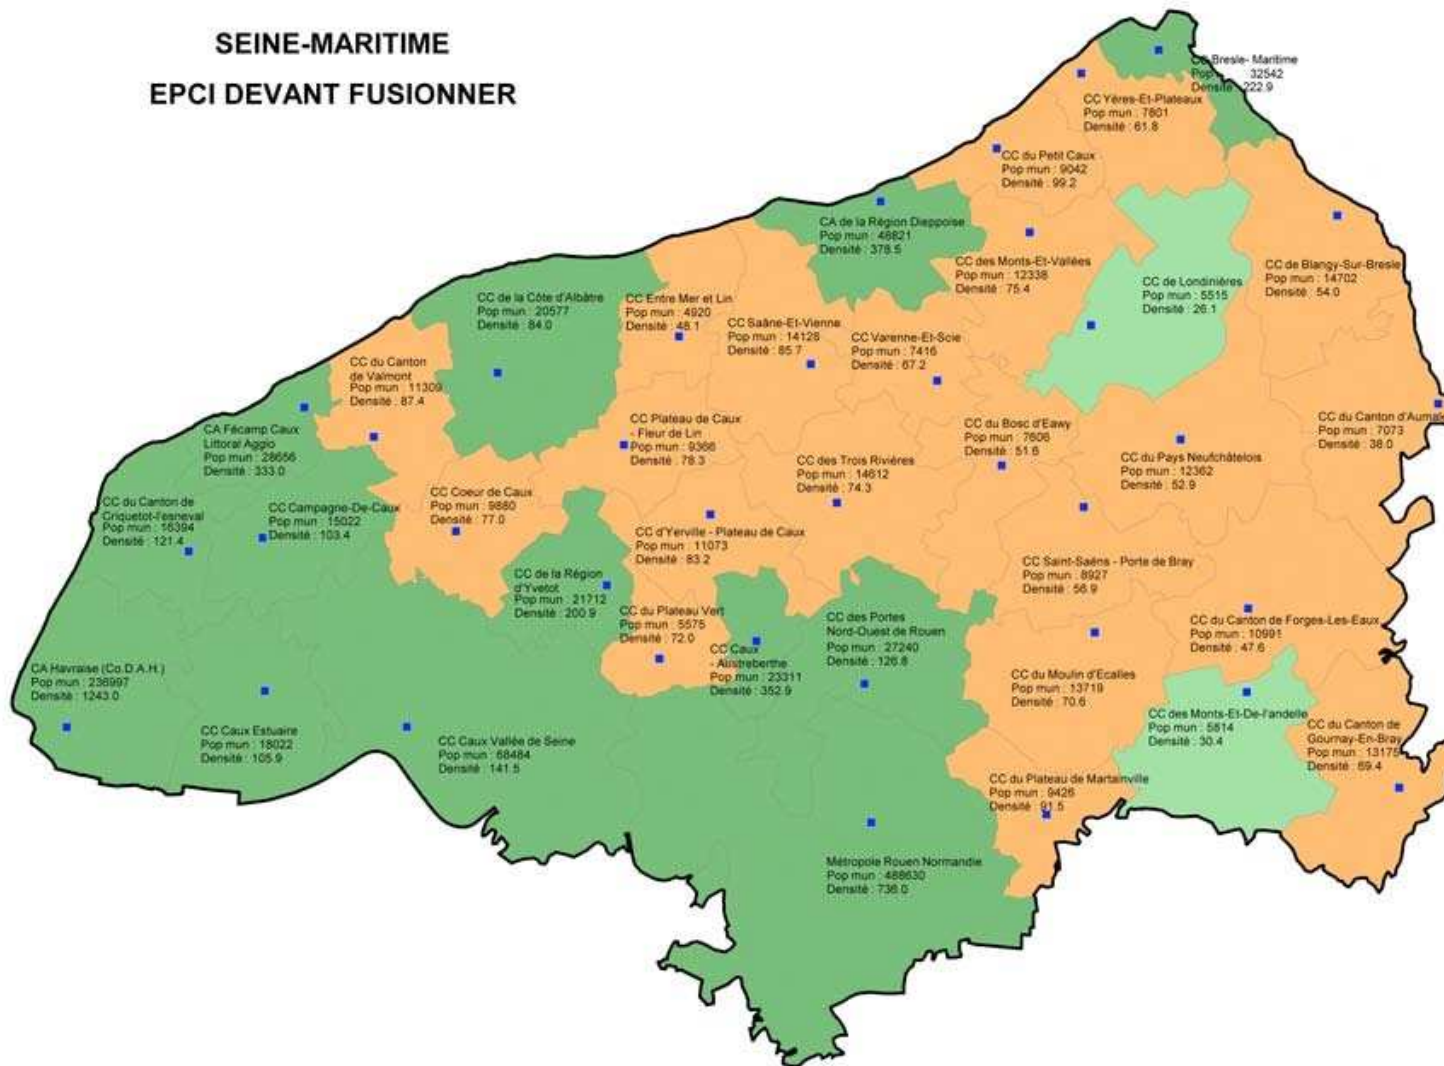 SEINE-MARITIME
EPCI DEVANT FUSIONNER
CC Bresle- Maritime
Pop : 32542
Densité : 222.9
CC Yères-Et-Plateaux
Pop mun : 7801
Densité : 61.8
CC du Petit Caux
Pop mun : 9042
Densité : 99.2
CA de la Région Dieppoise
Pop mun : 48821
Densité : 378.5
CC des Monts-Et-Vallées
Pop mun : 12338
Densité : 75.4
CC de Londinières
Pop mun : 5515
Densité : 26.1
CC de Blangy-Sur-Bresle
Pop mun : 14702
Densité : 54.0
CC de la Côte d'Albâtre
Pop mun : 20577
Densité : 84.0
CC Entre Mer et Lin
Pop mun : 4920
Densité : 48.1
CC Saâne-Et-Vienne
Pop mun : 14128
Densité : 85.7
CC Varenne-Et-Scie
Pop mun : 7416
Densité : 67.2
CC du Canton
de Valmont
Pop mun : 11309
Densité : 87.4
CA Fécamp Caux
Littoral Agglo
Pop mun : 28656
Densité : 333.0
CC Plateau de Caux
- Fleur de Lin
Pop mun : 9366
Densité : 78.3
CC du Bosc d'Eawy
Pop mun : 7606
Densité : 51.6
CC du Canton d'Aumale
Pop mun : 7073
Densité : 38.0
CC du Pays Neufchâtelois
Pop mun : 12362
Densité : 52.9
CC des Trois Rivières
Pop mun : 14612
Densité : 74.3
CC du Canton de
Criquetot-l'esneval
Pop mun : 16394
Densité : 121.4
CC Campagne-De-Caux
Pop mun : 15022
Densité : 103.4
CC Coeur de Caux
Pop mun : 9880
Densité : 77.0
CC d'Yerville - Plateau de Caux
Pop mun : 11073
Densité : 83.2
CC Saint-Saëns - Porte de Bray
Pop mun : 8927
Densité : 56.9
CC de la Région
d'Yvetot
Pop mun : 21712
Densité : 200.9
CC du Plateau Vert
Pop mun : 5575
Densité : 72.0
CC Caux
- Austreberthe
Pop mun : 23311
Densité : 352.9
CC des Portes
Nord-Ouest de Rouen
Pop mun : 27240
Densité : 126.8
CC du Canton de Forges-Les-Eaux
Pop mun : 10991
Densité : 47.6
CA Havraise (Co.D.A.H.)
Pop mun : 236997
Densité : 1243.0
CC du Moulin d'Ecalles
Pop mun : 13719
Densité : 70.6
CC des Monts-Et-De-l'andelle
Pop mun : 5814
Densité : 30.4
CC du Canton de
Gournay-En-Bray
Pop mun : 13175
Densité : 69.4
CC Caux Estuaire
Pop mun : 18022
Densité : 105.9
CC Caux Vallée de Seine
Pop mun : 68484
Densité : 141.5
CC du Plateau de Martainville
Pop mun : 9426
Densité : 91.5
Métropole Rouen Normandie
Pop mun : 488630
Densité : 736.0